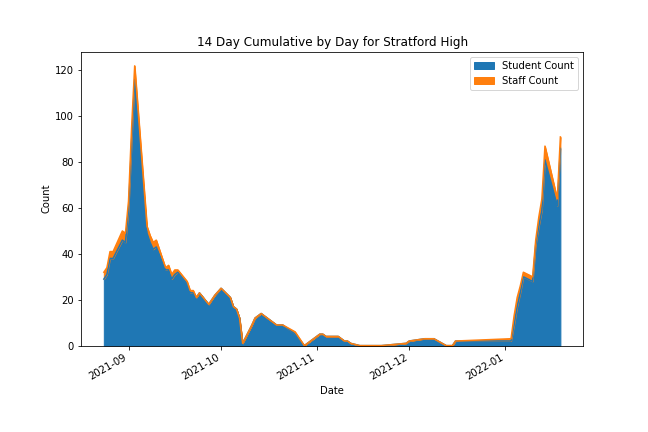 14 Day Cumulative by Day for Stratford High
Student Count
Staff Count
120
100
80
60
40
20
0
Count
2021-09
2021-10
2021-11
2021-12
2022-01
Date